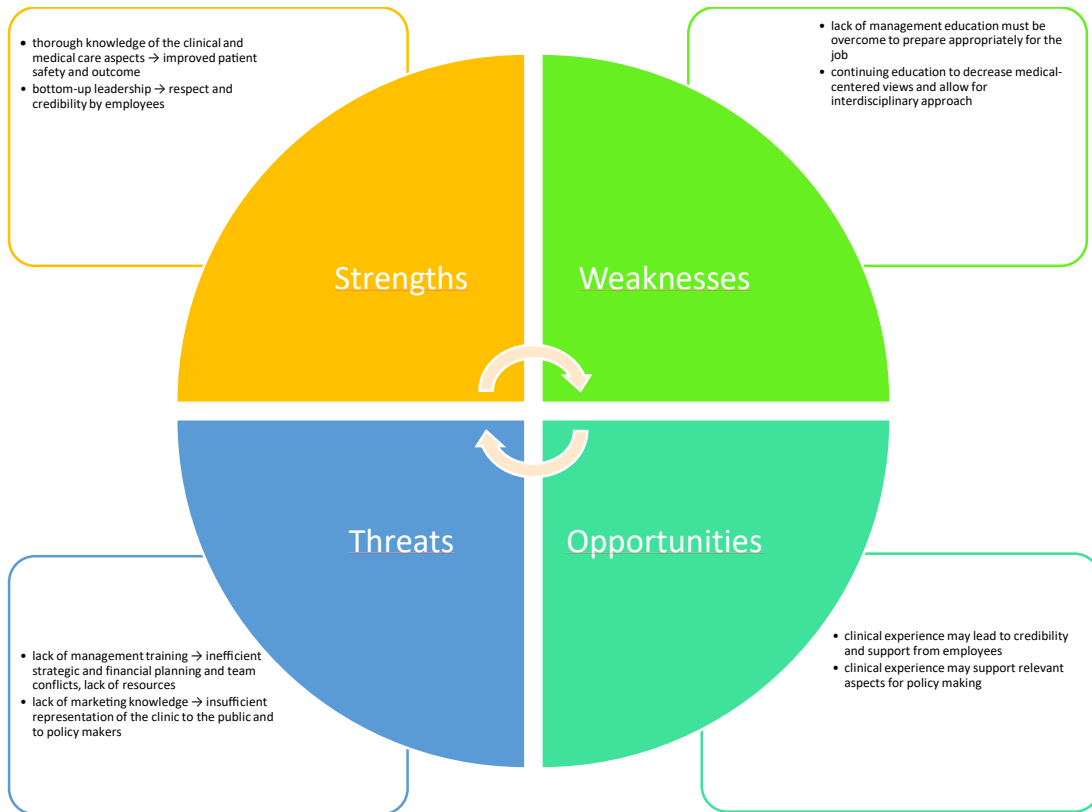 • thorough knowledge of the clinical and
medical care aspects → improved patient
safety and outcome
• bottom-up leadership → respect and
credibility by employees
• lack of management education must be
overcome to prepare appropriately for the
job
• continuing education to decrease medical-
centered views and allow for
interdisciplinary approach
Strengths
Weaknesses
Threats
Opportunities
• lack of management training → inefficient
strategic and financial planning and team
conflicts, lack of resources
• lack of marketing knowledge → insufficient
representation of the clinic to the public and
to policy makers
• clinical experience may lead to credibility
and support from employees
• clinical experience may support relevant
aspects for policy making